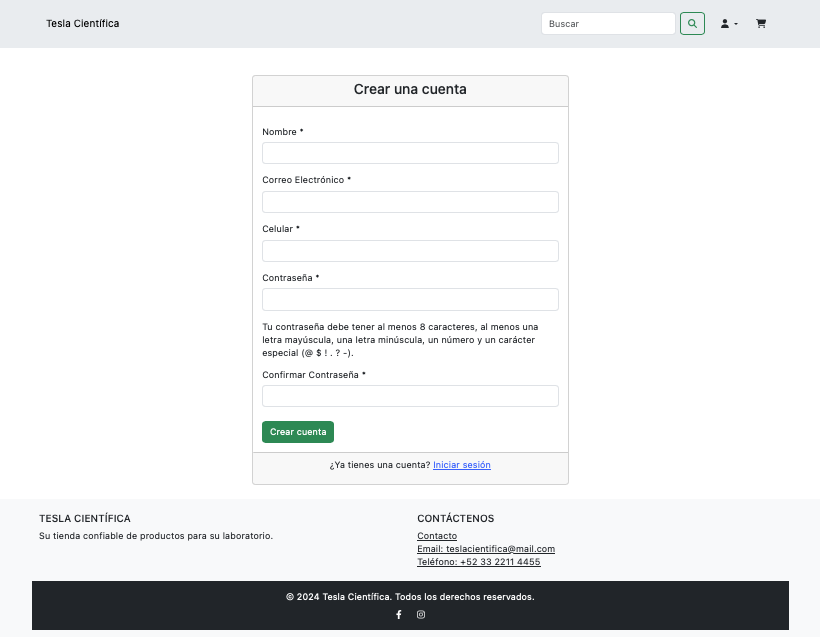 Tesla Científica
Buscar
Crear una cuenta
Nombre *
Correo Electrónico *
Celular *
Contraseña *
Tu contraseña debe tener al menos 8 caracteres, al menos una
letra mayúscula, una letra minúscula, un número y un carácter
especial (@ $ ! . ? -).
Confirmar Contraseña *
Crear cuenta
¿Ya tienes una cuenta? Iniciar sesión
TESLA CIENTÍFICA
Su tienda confiable de productos para su laboratorio.
CONTÁCTENOS
Contacto
Email: teslacientifica@mail.com
Teléfono: +52 33 2211 4455
© 2024 Tesla Científica. Todos los derechos reservados.